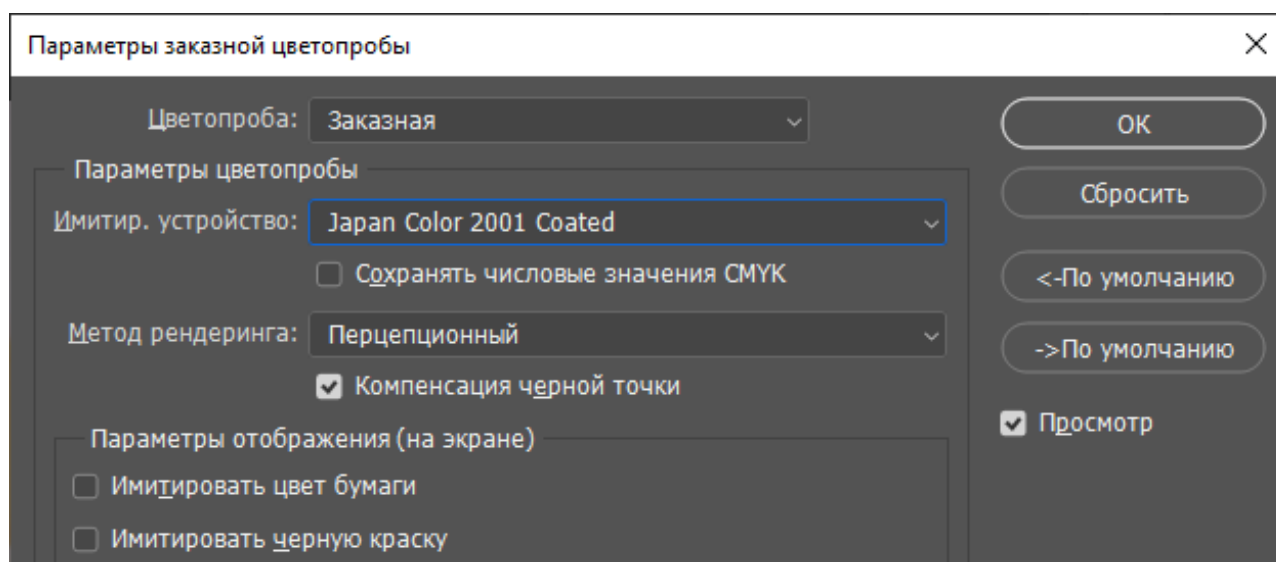 Параметры заказной цветопробы
Цветопроба: Заказная
Параметры цветопробы
Имитир. устройство: Japan Color 2001 Coated
Сохранять числовые значения CMYK
Метод рендеринга: Перцепционный
Компенсация черной точки
Параметры отображения (на экране)
Имитировать цвет бумаги
Имитировать черную краску
ОК
Сбросить
<-По умолчанию
->По умолчанию
Просмотр